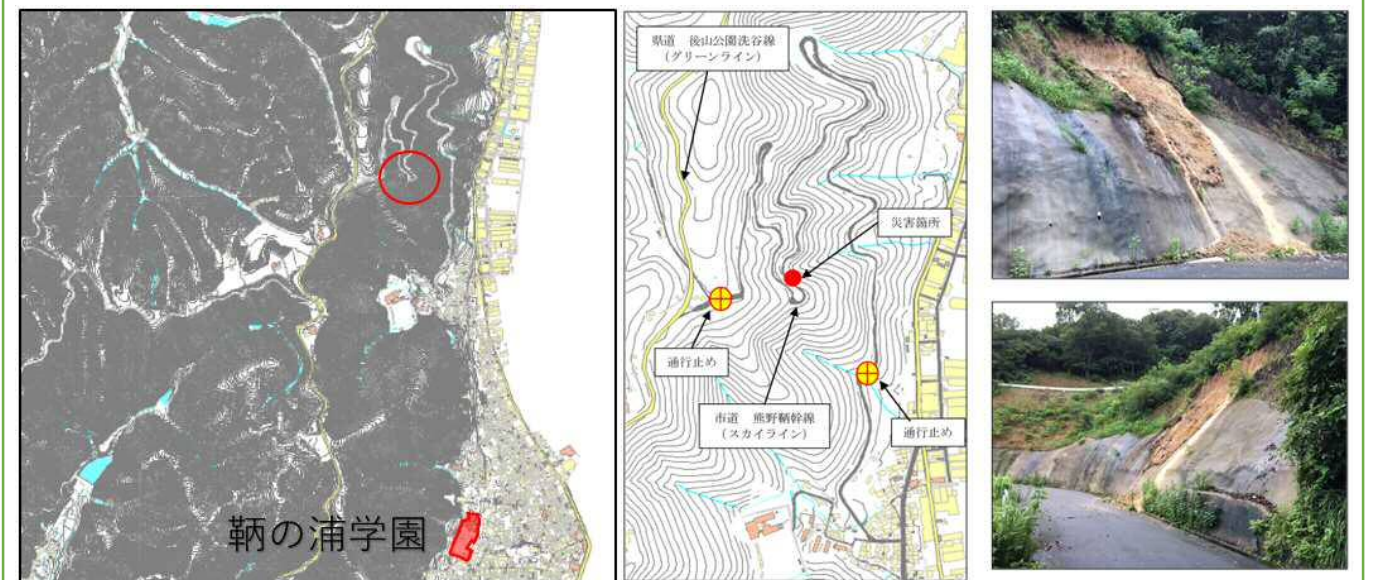 鞆の浦学園
県道 後山公園洗谷線
(グリーンライン)
災害箇所
通行止め
市道 熊野鞆幹線
(スカイライン)
通行止め